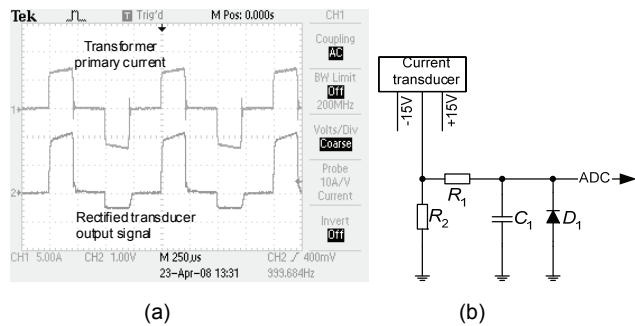 Tek
T Trig'd
M Pos: 0.000s
CH1
Transformer
primary current
Coupling
AC
BW Limit
Off
200MHz
Volts/Div
Coarse
Probe
10A/V
Current
Invert
Off
1
2
Rectified transducer
output signal
CH1 5.00A
CH2 1.00V
M 250µs
CH2 / 400mV
23-Apr-08 13:31
999.684Hz
(a)
Current
transducer
-15V
+15V
R1
R2
C1
D1
ADC
(b)